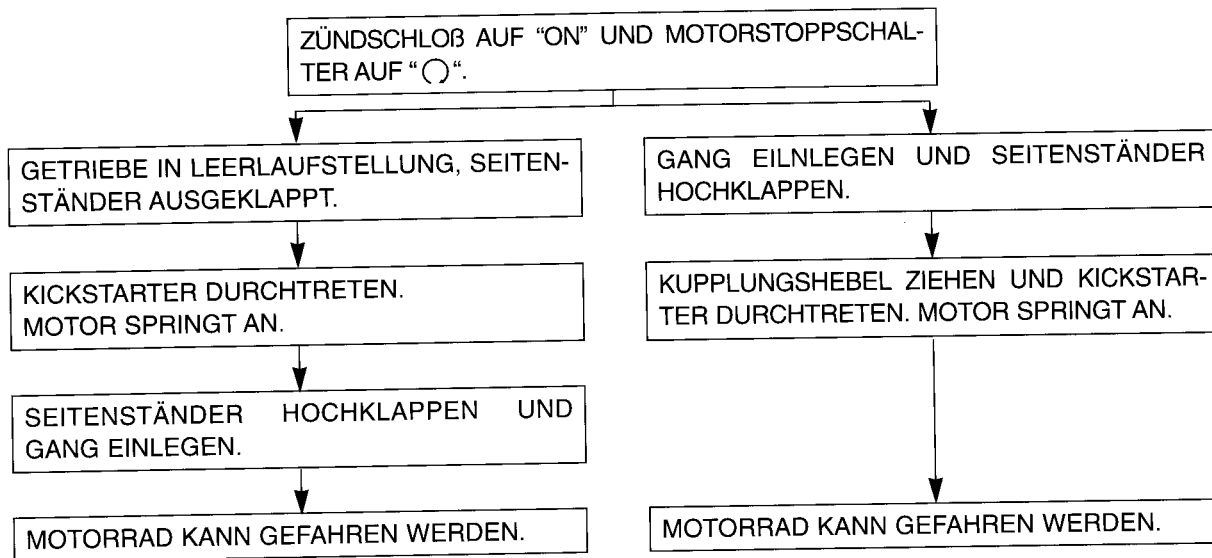 ZÜNDSCHLOß AUF “ON” UND MOTORSTOPPSCHAL-
TER AUF “ “.
GETRIEBE IN LEERLAUFSTELLUNG, SEITEN-
STÄNDER AUSGEKLAPPT.
KICKSTARTER DURCHTRETEN.
MOTOR SPRINGT AN.
SEITENSTÄNDER HOCHKLAPPEN UND
GANG EINLEGEN.
MOTORRAD KANN GEFAHREN WERDEN.
GANG EILNLEGEN UND SEITENSTÄNDER
HOCHKLAPPEN.
KUPPLUNGSHEBEL ZIEHEN UND KICKSTAR-
TER DURCHTRETEN. MOTOR SPRINGT AN.
MOTORRAD KANN GEFAHREN WERDEN.